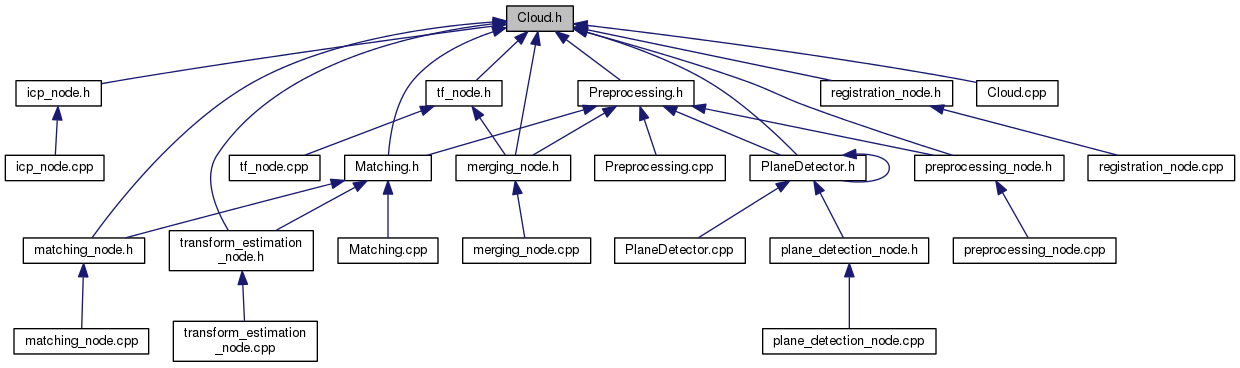 Cloud.h
icp_node.h
tf_node.h
Preprocessing.h
registration_node.h
Cloud.cpp
icp_node.cpp
tf_node.cpp
Matching.h
merging_node.h
Preprocessing.cpp
PlaneDetector.h
preprocessing_node.h
registration_node.cpp
matching_node.h
transform_estimation
_node.h
Matching.cpp
merging_node.cpp
PlaneDetector.cpp
plane_detection_node.h
preprocessing_node.cpp
matching_node.cpp
transform_estimation
_node.cpp
plane_detection_node.cpp